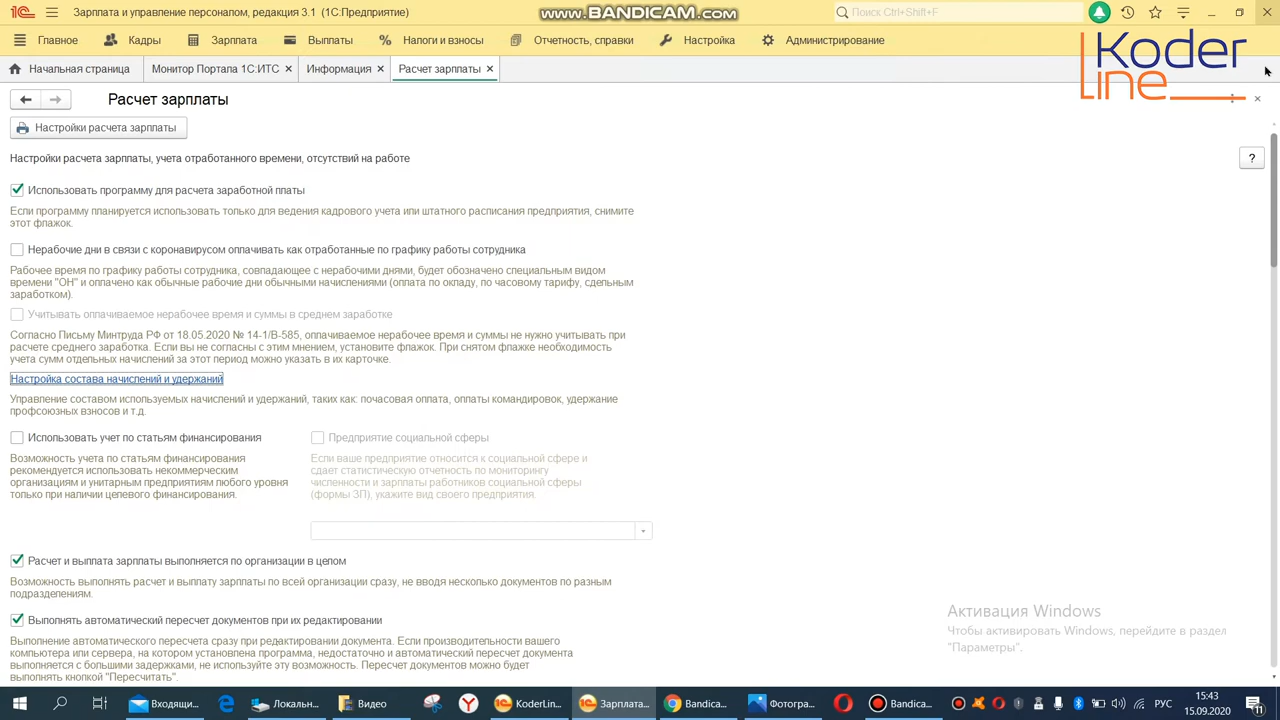 Зарплата и управление персоналом, редакция 3.1 (1С:Предприятие)
www.BANDICAM.com
Поиск Ctrl+Shift+F
Главное
Кадры
Зарплата
Выплаты
Налоги и взносы
Отчетность, справки
Настройка
Администрирование
Koder
line
Начальная страница
Монитор Портала 1С:ИТС ×
Информация ×
Расчет зарплаты ×
Расчет зарплаты
Настройки расчета зарплаты
Настройки расчета зарплаты, учета отработанного времени, отсутствий на работе
?
Использовать программу для расчета заработной платы
Если программу планируется использовать только для ведения кадрового учета или штатного расписания предприятия, снимите
этот флажок.
Нерабочие дни в связи с коронавирусом оплачивать как отработанные по графику работы сотрудника
Рабочее время по графику работы сотрудника, совпадающее с нерабочими днями, будет обозначено специальным видом
времени "ОН" и оплачено как обычные рабочие дни обычными начислениями (оплата по окладу, по часовому тарифу, сдельным
заработком).
Учитывать оплачиваемое нерабочее время и суммы в среднем заработке
Согласно Письму Минтруда РФ от 18.05.2020 № 14-1/В-585, оплачиваемое нерабочее время и суммы не нужно учитывать при
расчете среднего заработка. Если вы не согласны с этим мнением, установите флажок. При снятом флажке необходимость
учета сумм отдельных начислений за этот период можно указать в их карточке.
Настройка состава начислений и удержаний
Управление составом используемых начислений и удержаний, таких как: почасовая оплата, оплаты командировок, удержание
профсоюзных взносов и т.д.
Использовать учет по статьям финансирования
Возможность учета по статьям финансирования
рекомендуется использовать некоммерческим
организациям и унитарным предприятиям любого уровня
только при наличии целевого финансирования.
Предприятие социальной сферы
Если ваше предприятие относится к социальной сфере и
сдает статистическую отчетность по мониторингу
численности и зарплаты работников социальной сферы
(формы ЗП), укажите вид своего предприятия.
Расчет и выплата зарплаты выполняется по организации в целом
Возможность выполнять расчет и выплату зарплаты по всей организации сразу, не вводя несколько документов по разным
подразделениям.
Выполнять автоматический пересчет документов при их редактировании
Выполнение автоматического пересчета сразу при редактировании документа. Если производительности вашего
компьютера или сервера, на котором установлена программа, недостаточно и автоматический пересчет документа
выполняется с большими задержками, не используйте эту возможность. Пересчет документов можно будет
выполнять кнопкой "Пересчитать".
Активация Windows
Чтобы активировать Windows, перейдите в раздел
"Параметры".
Входящи...
Локальн...
Видео
KoderLin...
Зарплата...
Bandica...
Фотогра...
Bandica...
РУС
15:43
15.09.2020
11